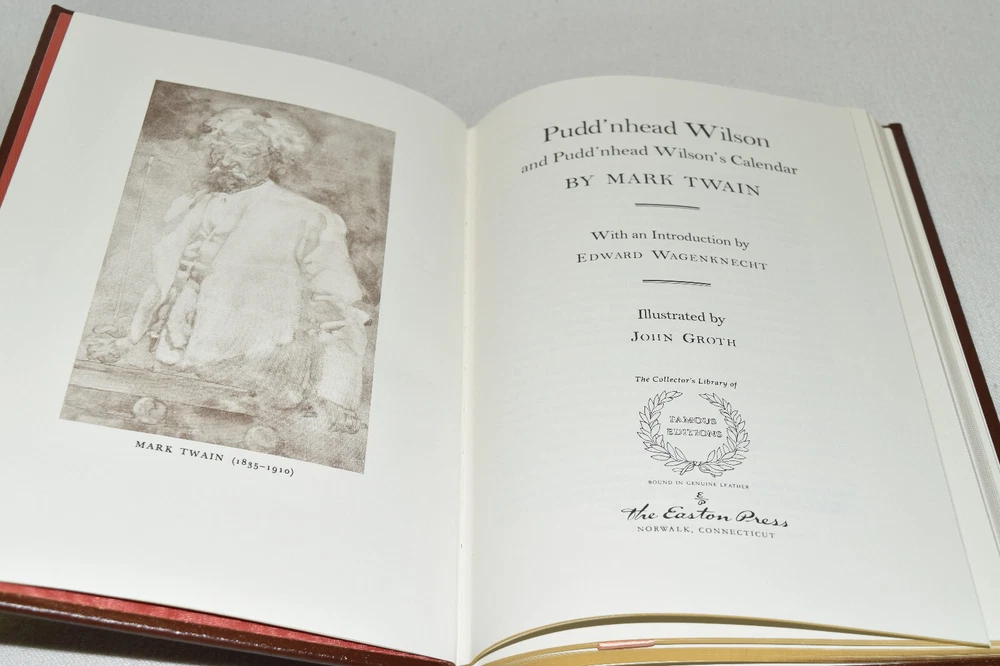 MARK TWAIN (1835–1910)
Pudd'nhead Wilson
and Pudd'nhead Wilson's Calendar
BY MARK TWAIN
With an Introduction by
EDWARD WAGENKNECHT
Illustrated by
JOHN GROTH
The Collector's Library of
FAMOUS
EDITIONS
BOUND IN GENUINE LEATHER
E
P
The Easton Press
NORWALK, CONNECTICUT